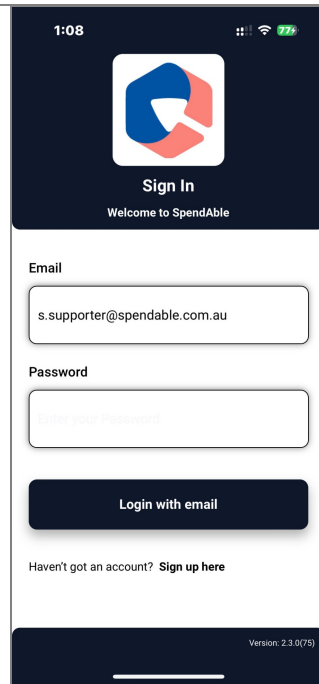 1:08
77
Sign In
Welcome to SpendAble
Email
s.supporter@spendable.com.au
Password
Enter your Password
Login with email
Haven't got an account? Sign up here
Version: 2.3.0(75)